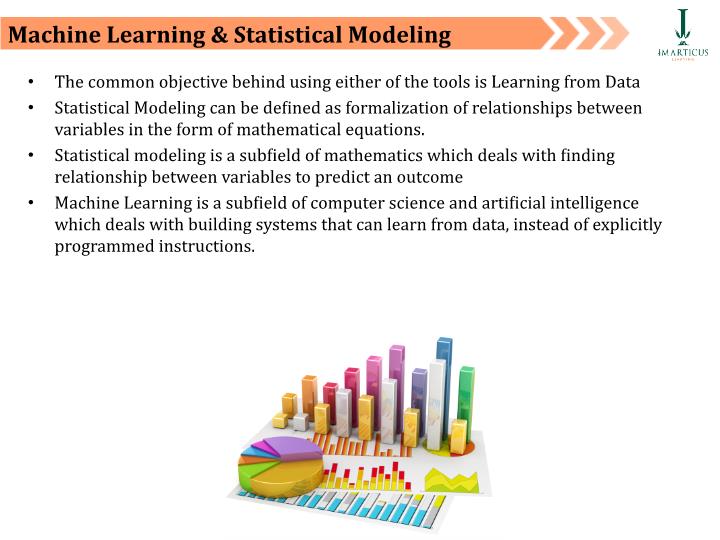 Machine Learning & Statistical Modeling
IMARTICUS
LEARNING
• The common objective behind using either of the tools is Learning from Data
• Statistical Modeling can be defined as formalization of relationships between
variables in the form of mathematical equations.
• Statistical modeling is a subfield of mathematics which deals with finding
relationship between variables to predict an outcome
• Machine Learning is a subfield of computer science and artificial intelligence
which deals with building systems that can learn from data, instead of explicitly
programmed instructions.